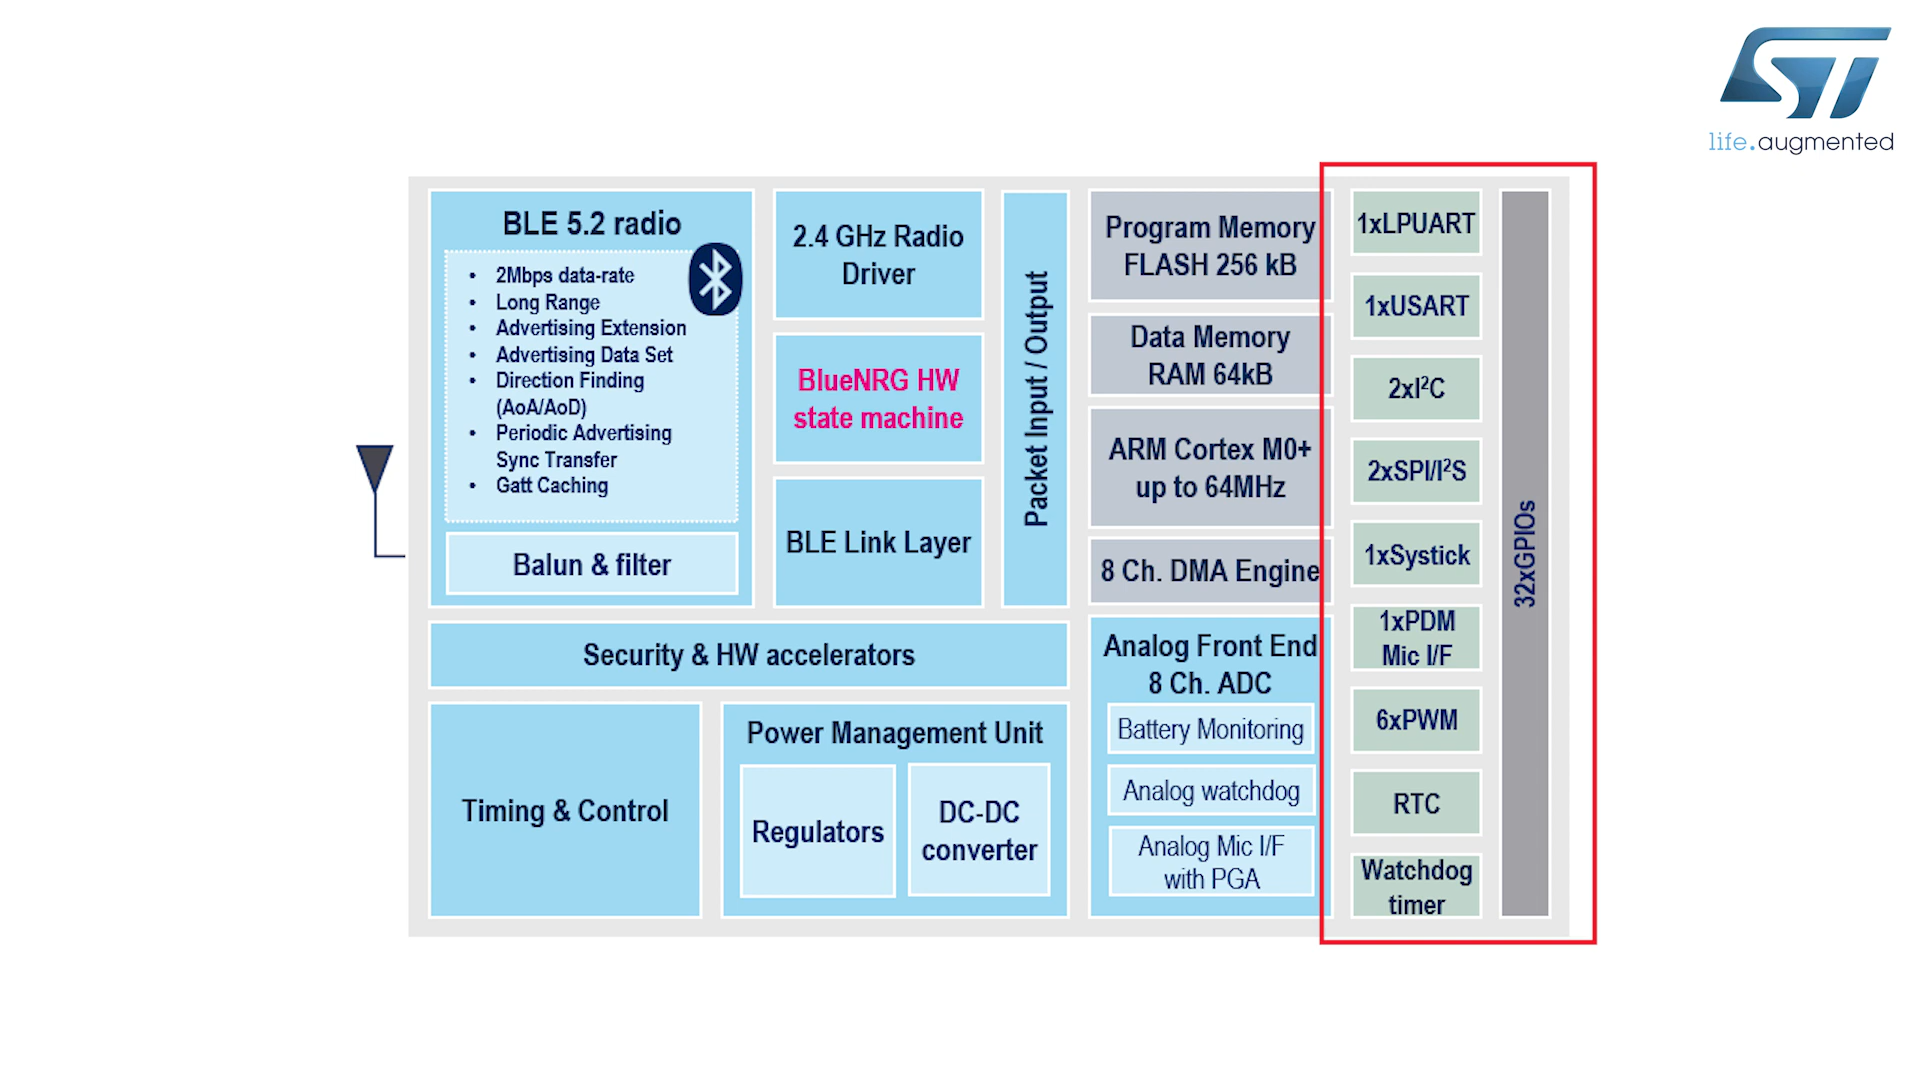 ST
life.augmented
BLE 5.2 radio
• 2Mbps data-rate
• Long Range
• Advertising Extension
• Advertising Data Set
• Direction Finding
(AoA/AoD)
• Periodic Advertising
Sync Transfer
• Gatt Caching
Balun & filter
2.4 GHz Radio
Driver
BlueNRG HW
state machine
BLE Link Layer
Packet Input / Output
Security & HW accelerators
Timing & Control
Power Management Unit
Regulators
DC-DC
converter
Program Memory
FLASH 256 kB
Data Memory
RAM 64kB
ARM Cortex M0+
up to 64MHz
8 Ch. DMA Engine
Analog Front End
8 Ch. ADC
Battery Monitoring
Analog watchdog
Analog Mic I/F
with PGA
1xLPUART
1xUSART
2xI²C
2xSPI/I²S
1xSystick
1xPDM
Mic I/F
6xPWM
RTC
Watchdog
timer
32xGPIOs